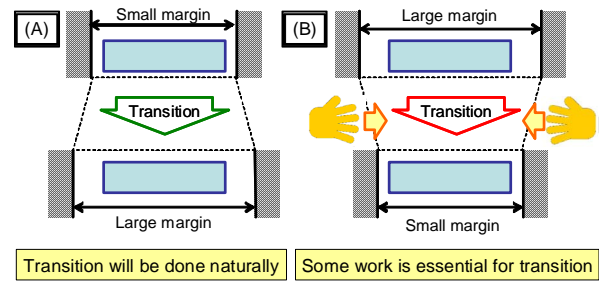 (A)
Small margin
Transition
Large margin
Transition will be done naturally
(B)
Large margin
Transition
Small margin
Some work is essential for transition